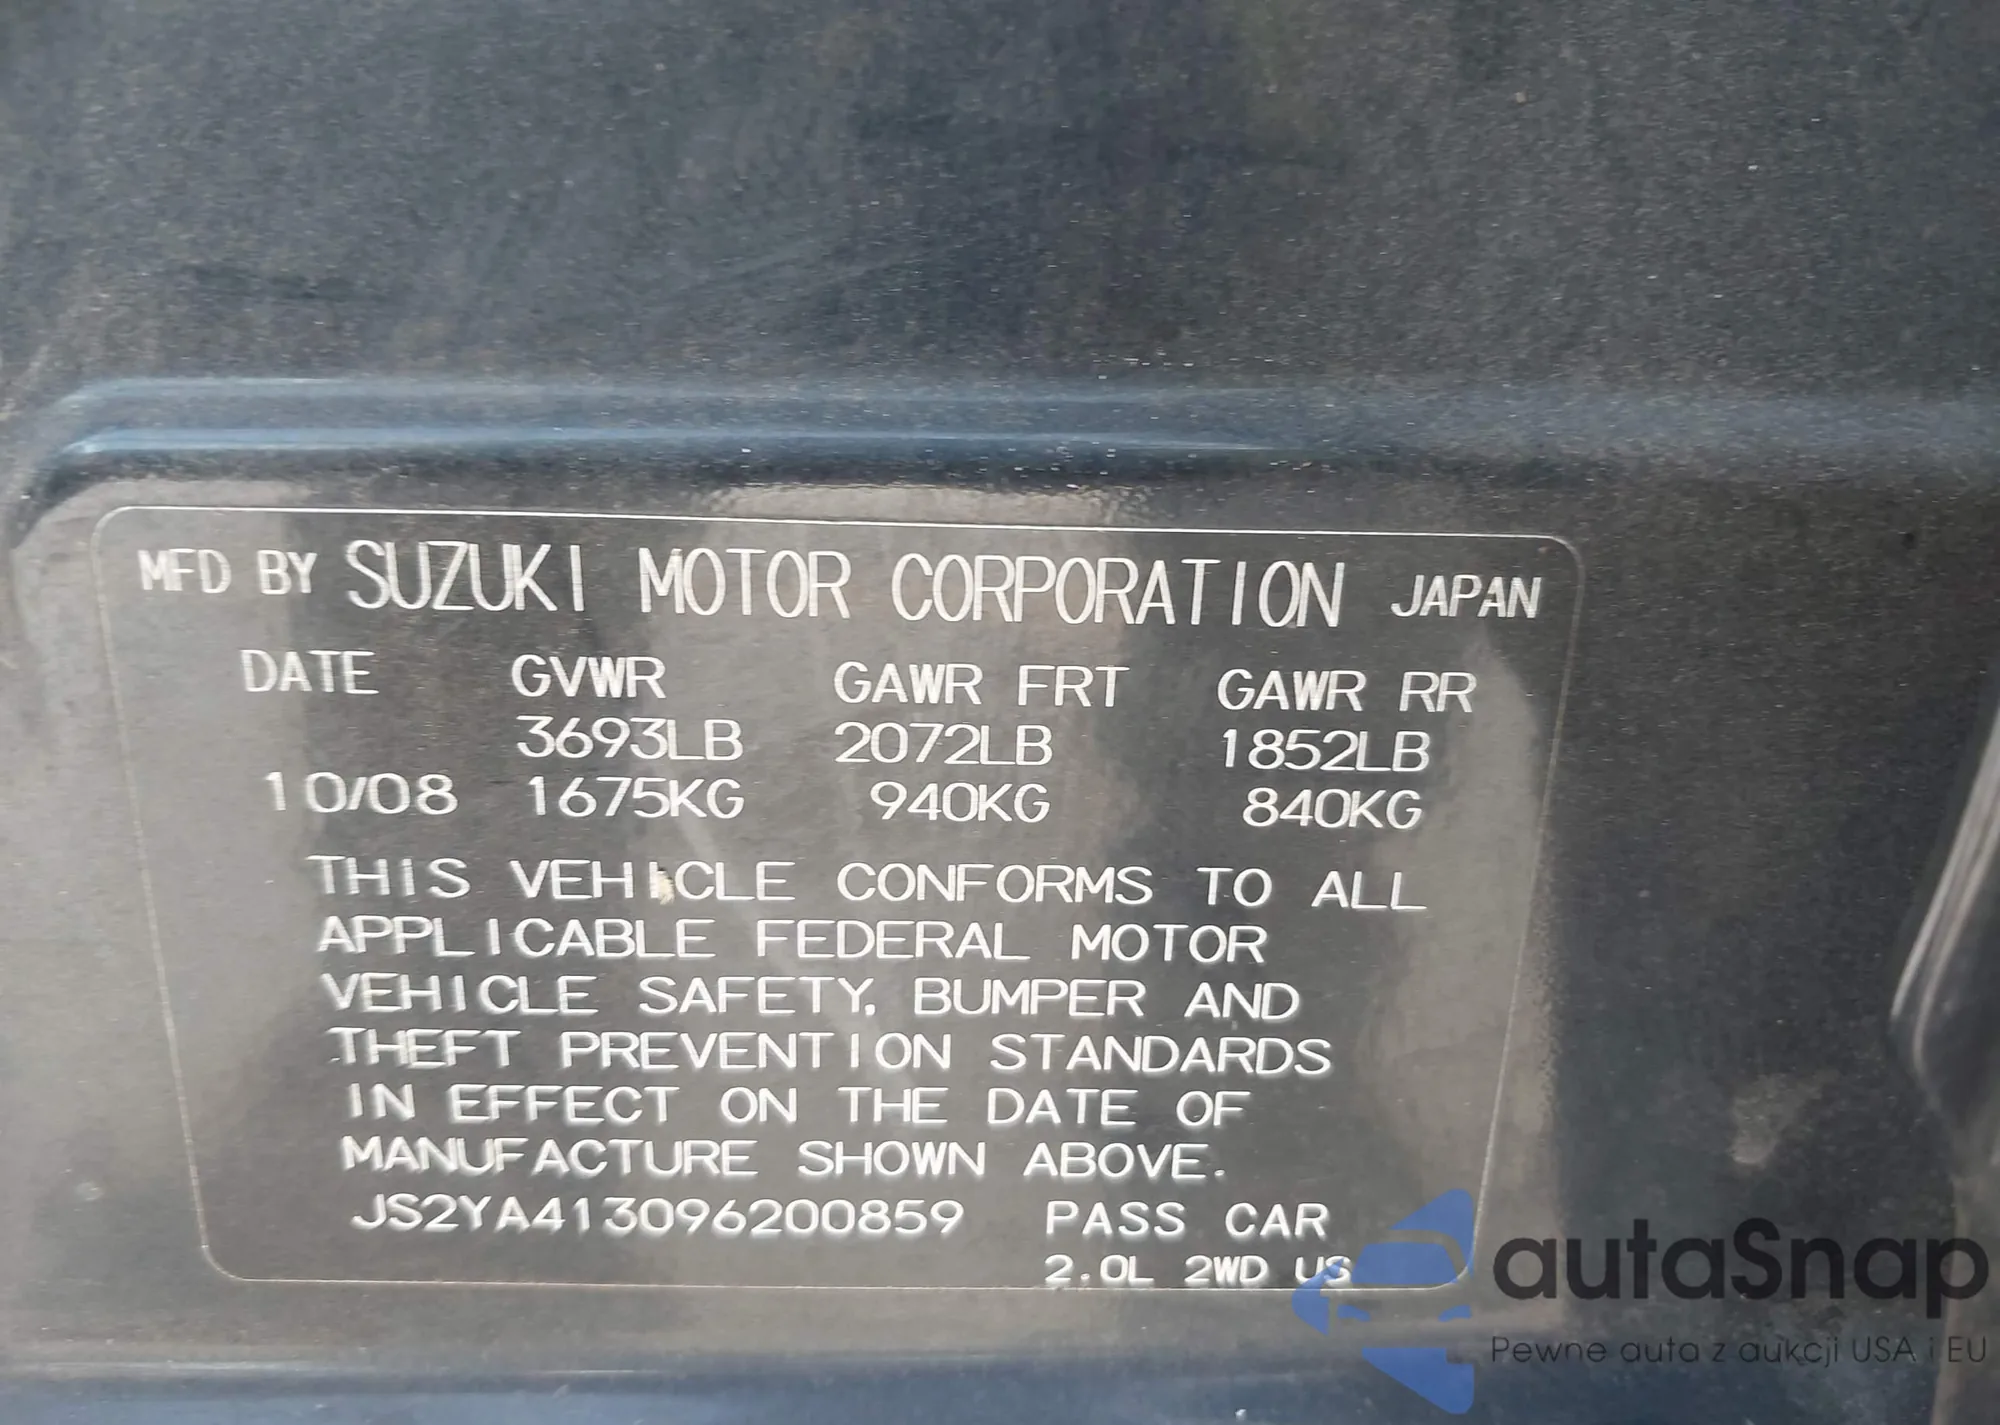 MFD BY SUZUKI MOTOR CORPORATION JAPAN
DATE GVWR GAWR FRT GAWR RR
3693LB 2072LB 1852LB
10/08 1675KG 940KG 840KG
THIS VEHICLE CONFORMS TO ALL
APPLICABLE FEDERAL MOTOR
VEHICLE SAFETY, BUMPER AND
THEFT PREVENTION STANDARDS
IN EFFECT ON THE DATE OF
MANUFACTURE SHOWN ABOVE.
JS2YA413096200859 PASS CAR
2.0L 2WD US
autaSnap
Pewne auta z aukcji USA i EU